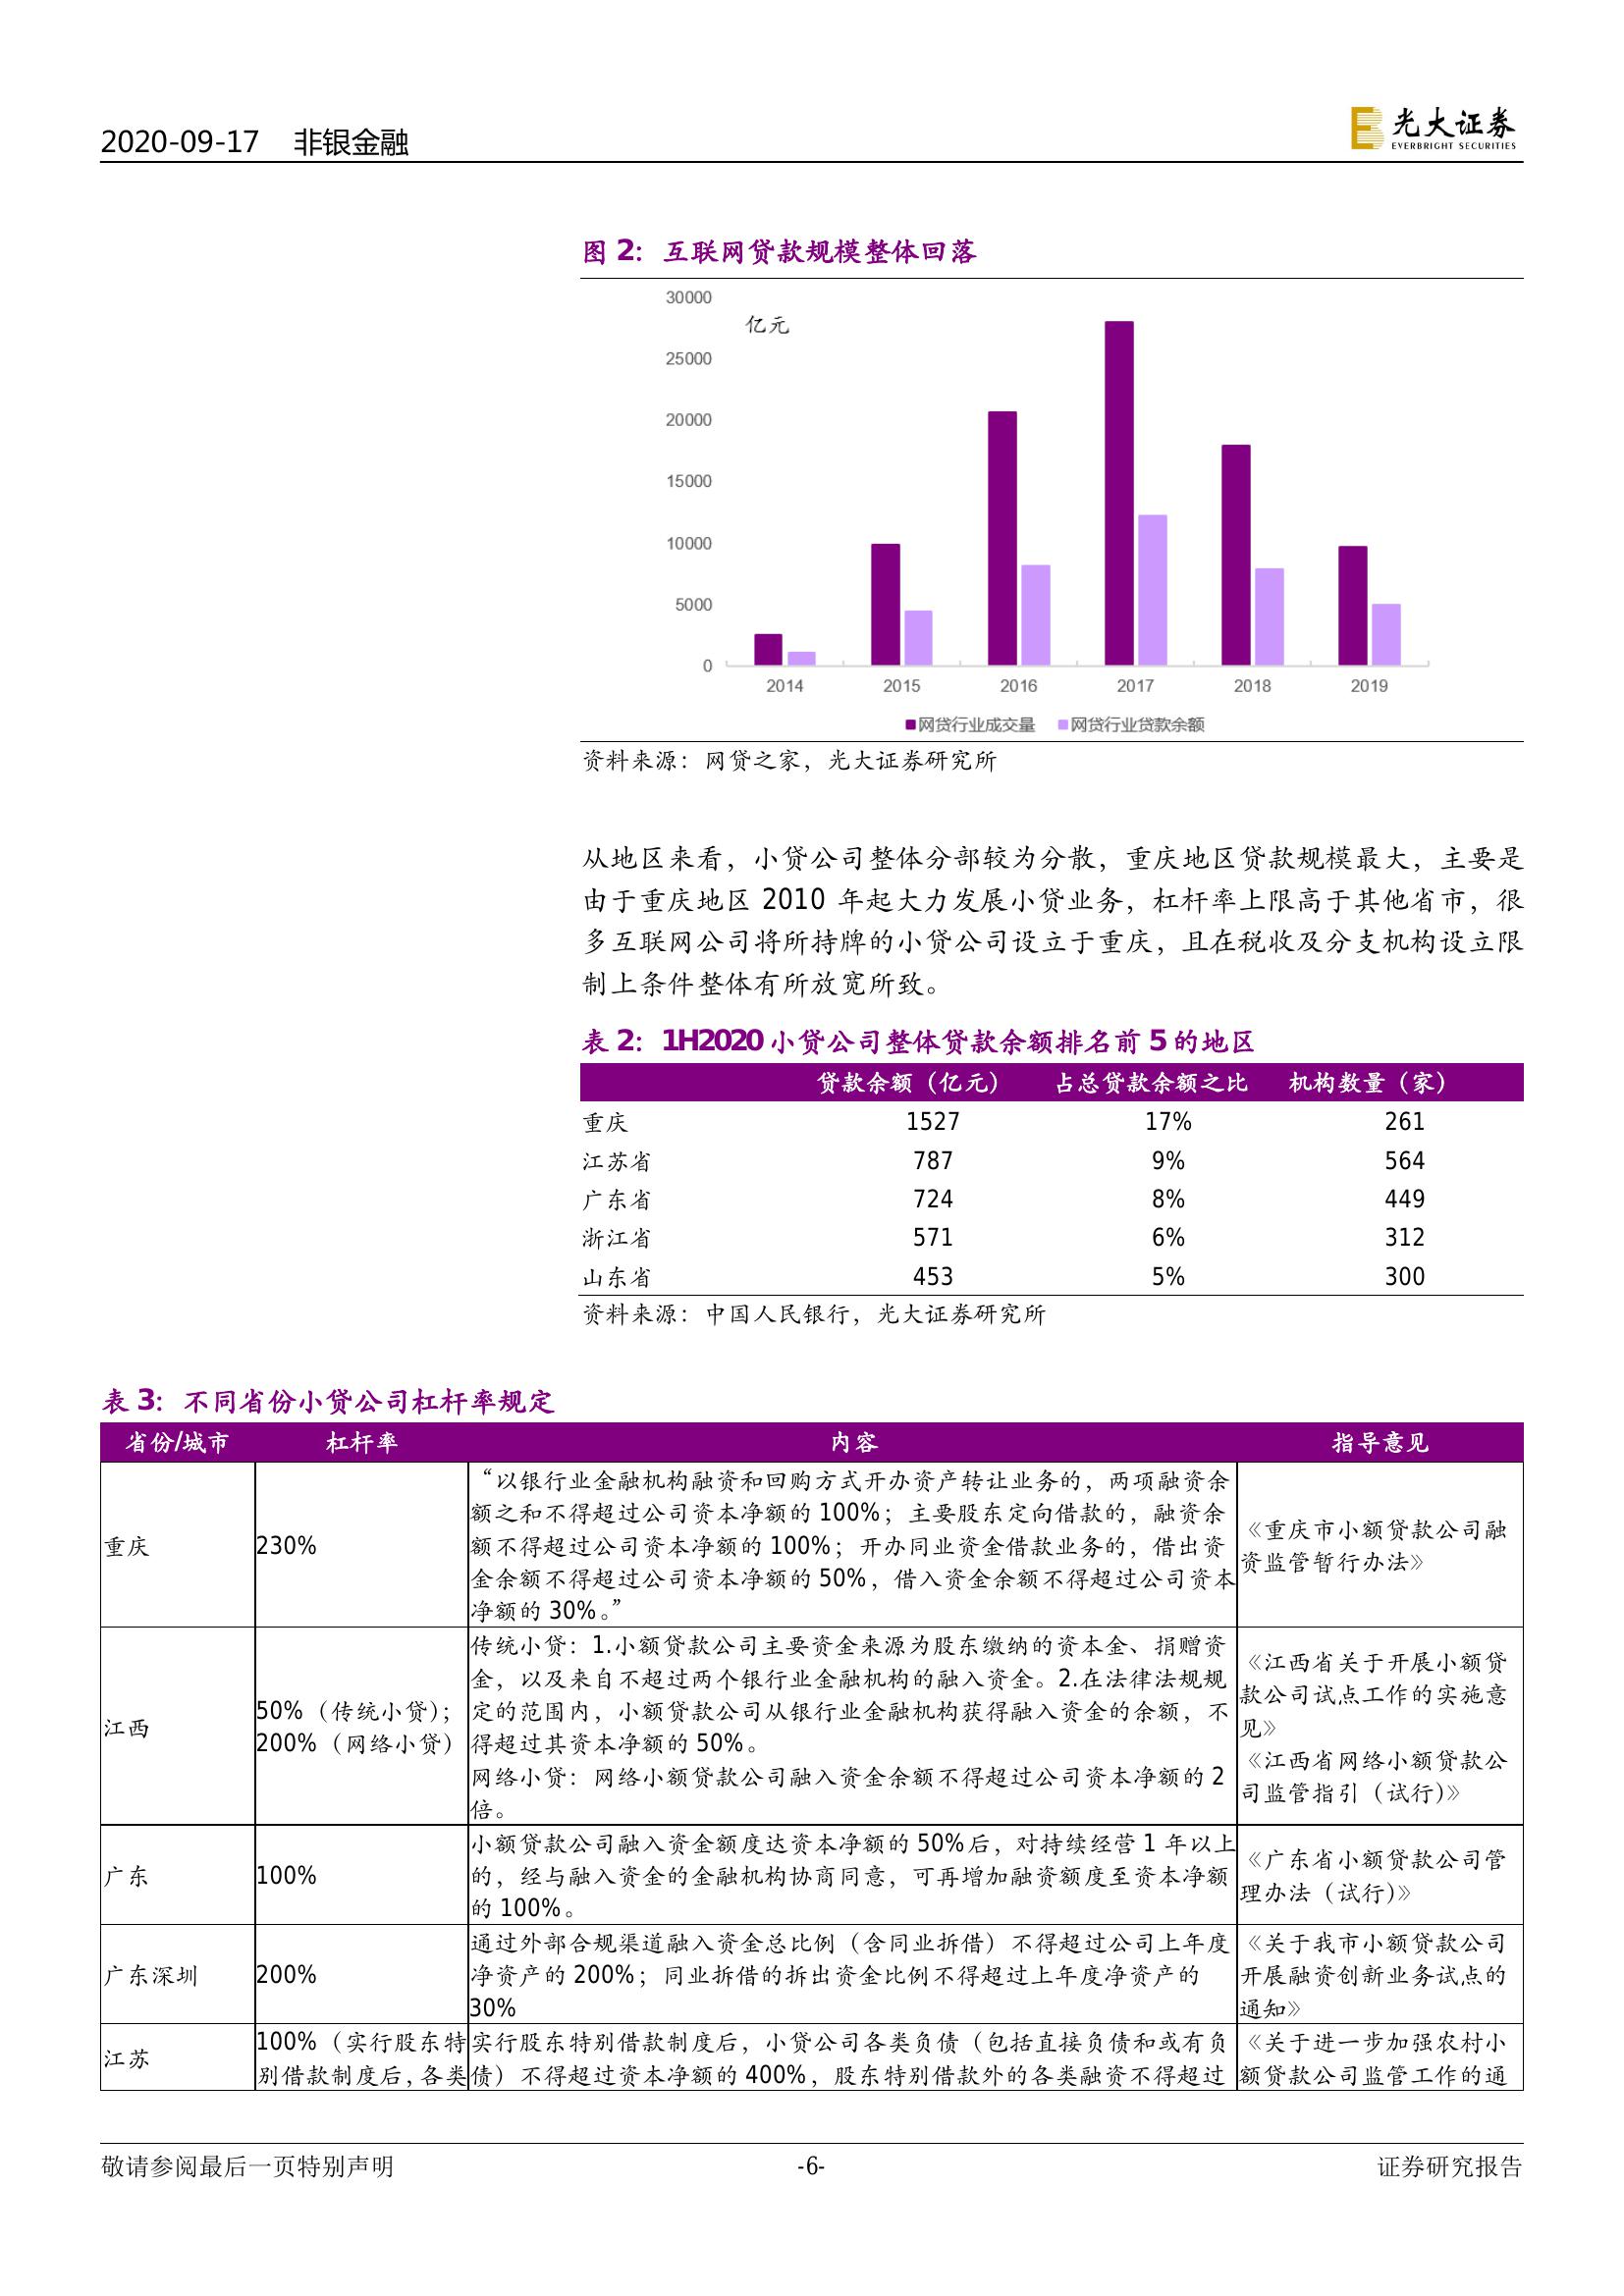 2020-09-17 非银金融
光大证券
EVERBRIGHT SECURITIES
图 2：互联网贷款规模整体回落
30000
亿元
25000
20000
15000
10000
5000
0
2014 2015 2016 2017 2018 2019
网贷行业成交量 网贷行业贷款余额
资料来源：网贷之家，光大证券研究所
从地区来看，小贷公司整体分部较为分散，重庆地区贷款规模最大，主要是
由于重庆地区 2010 年起大力发展小贷业务，杠杆率上限高于其他省市，很
多互联网公司将所持牌的小贷公司设立于重庆，且在税收及分支机构设立限
制上条件整体有所放宽所致。
表 2：1H2020 小贷公司整体贷款余额排名前 5 的地区
贷款余额（亿元） 占总贷款余额之比 机构数量（家）
重庆 1527 17% 261
江苏省 787 9% 564
广东省 724 8% 449
浙江省 571 6% 312
山东省 453 5% 300
资料来源：中国人民银行，光大证券研究所
表 3：不同省份小贷公司杠杆率规定
省份/城市 杠杆率 内容 指导意见
重庆
230%
“以银行业金融机构融资和回购方式开办资产转让业务的，两项融资余
额之和不得超过公司资本净额的 100%；主要股东定向借款的，融资余
额不得超过公司资本净额的 100%；开办同业资金借款业务的，借出资
金余额不得超过公司资本净额的 50%，借入资金余额不得超过公司资本
净额的 30%。”
《重庆市小额贷款公司融
资监管暂行办法》
江西
50%（传统小贷）；
200%（网络小贷）
传统小贷：1.小额贷款公司主要资金来源为股东缴纳的资本金、捐赠资
金，以及来自不超过两个银行业金融机构的融入资金。2.在法律法规规
定的范围内，小额贷款公司从银行业金融机构获得融入资金的余额，不
得超过其资本净额的 50%。
网络小贷：网络小额贷款公司融入资金余额不得超过公司资本净额的 2
倍。
《江西省关于开展小额贷
款公司试点工作的实施意
见》
《江西省网络小额贷款公
司监管指引（试行）》
广东
100%
小额贷款公司融入资金额度达资本净额的 50%后，对持续经营 1 年以上
的，经与融入资金的金融机构协商同意，可再增加融资额度至资本净额
的 100%。
《广东省小额贷款公司管
理办法（试行）》
广东深圳
200%
通过外部合规渠道融入资金总比例（含同业拆借）不得超过公司上年度
净资产的 200%；同业拆借的拆出资金比例不得超过上年度净资产的
30%
《关于我市小额贷款公司
开展融资创新业务试点的
通知》
江苏
100%（实行股东特
别借款制度后，各类
实行股东特别借款制度后，小贷公司各类负债（包括直接负债和或有负
债）不得超过资本净额的 400%，股东特别借款外的各类融资不得超过
《关于进一步加强农村小
额贷款公司监管工作的通
敬请参阅最后一页特别声明 -6- 证券研究报告